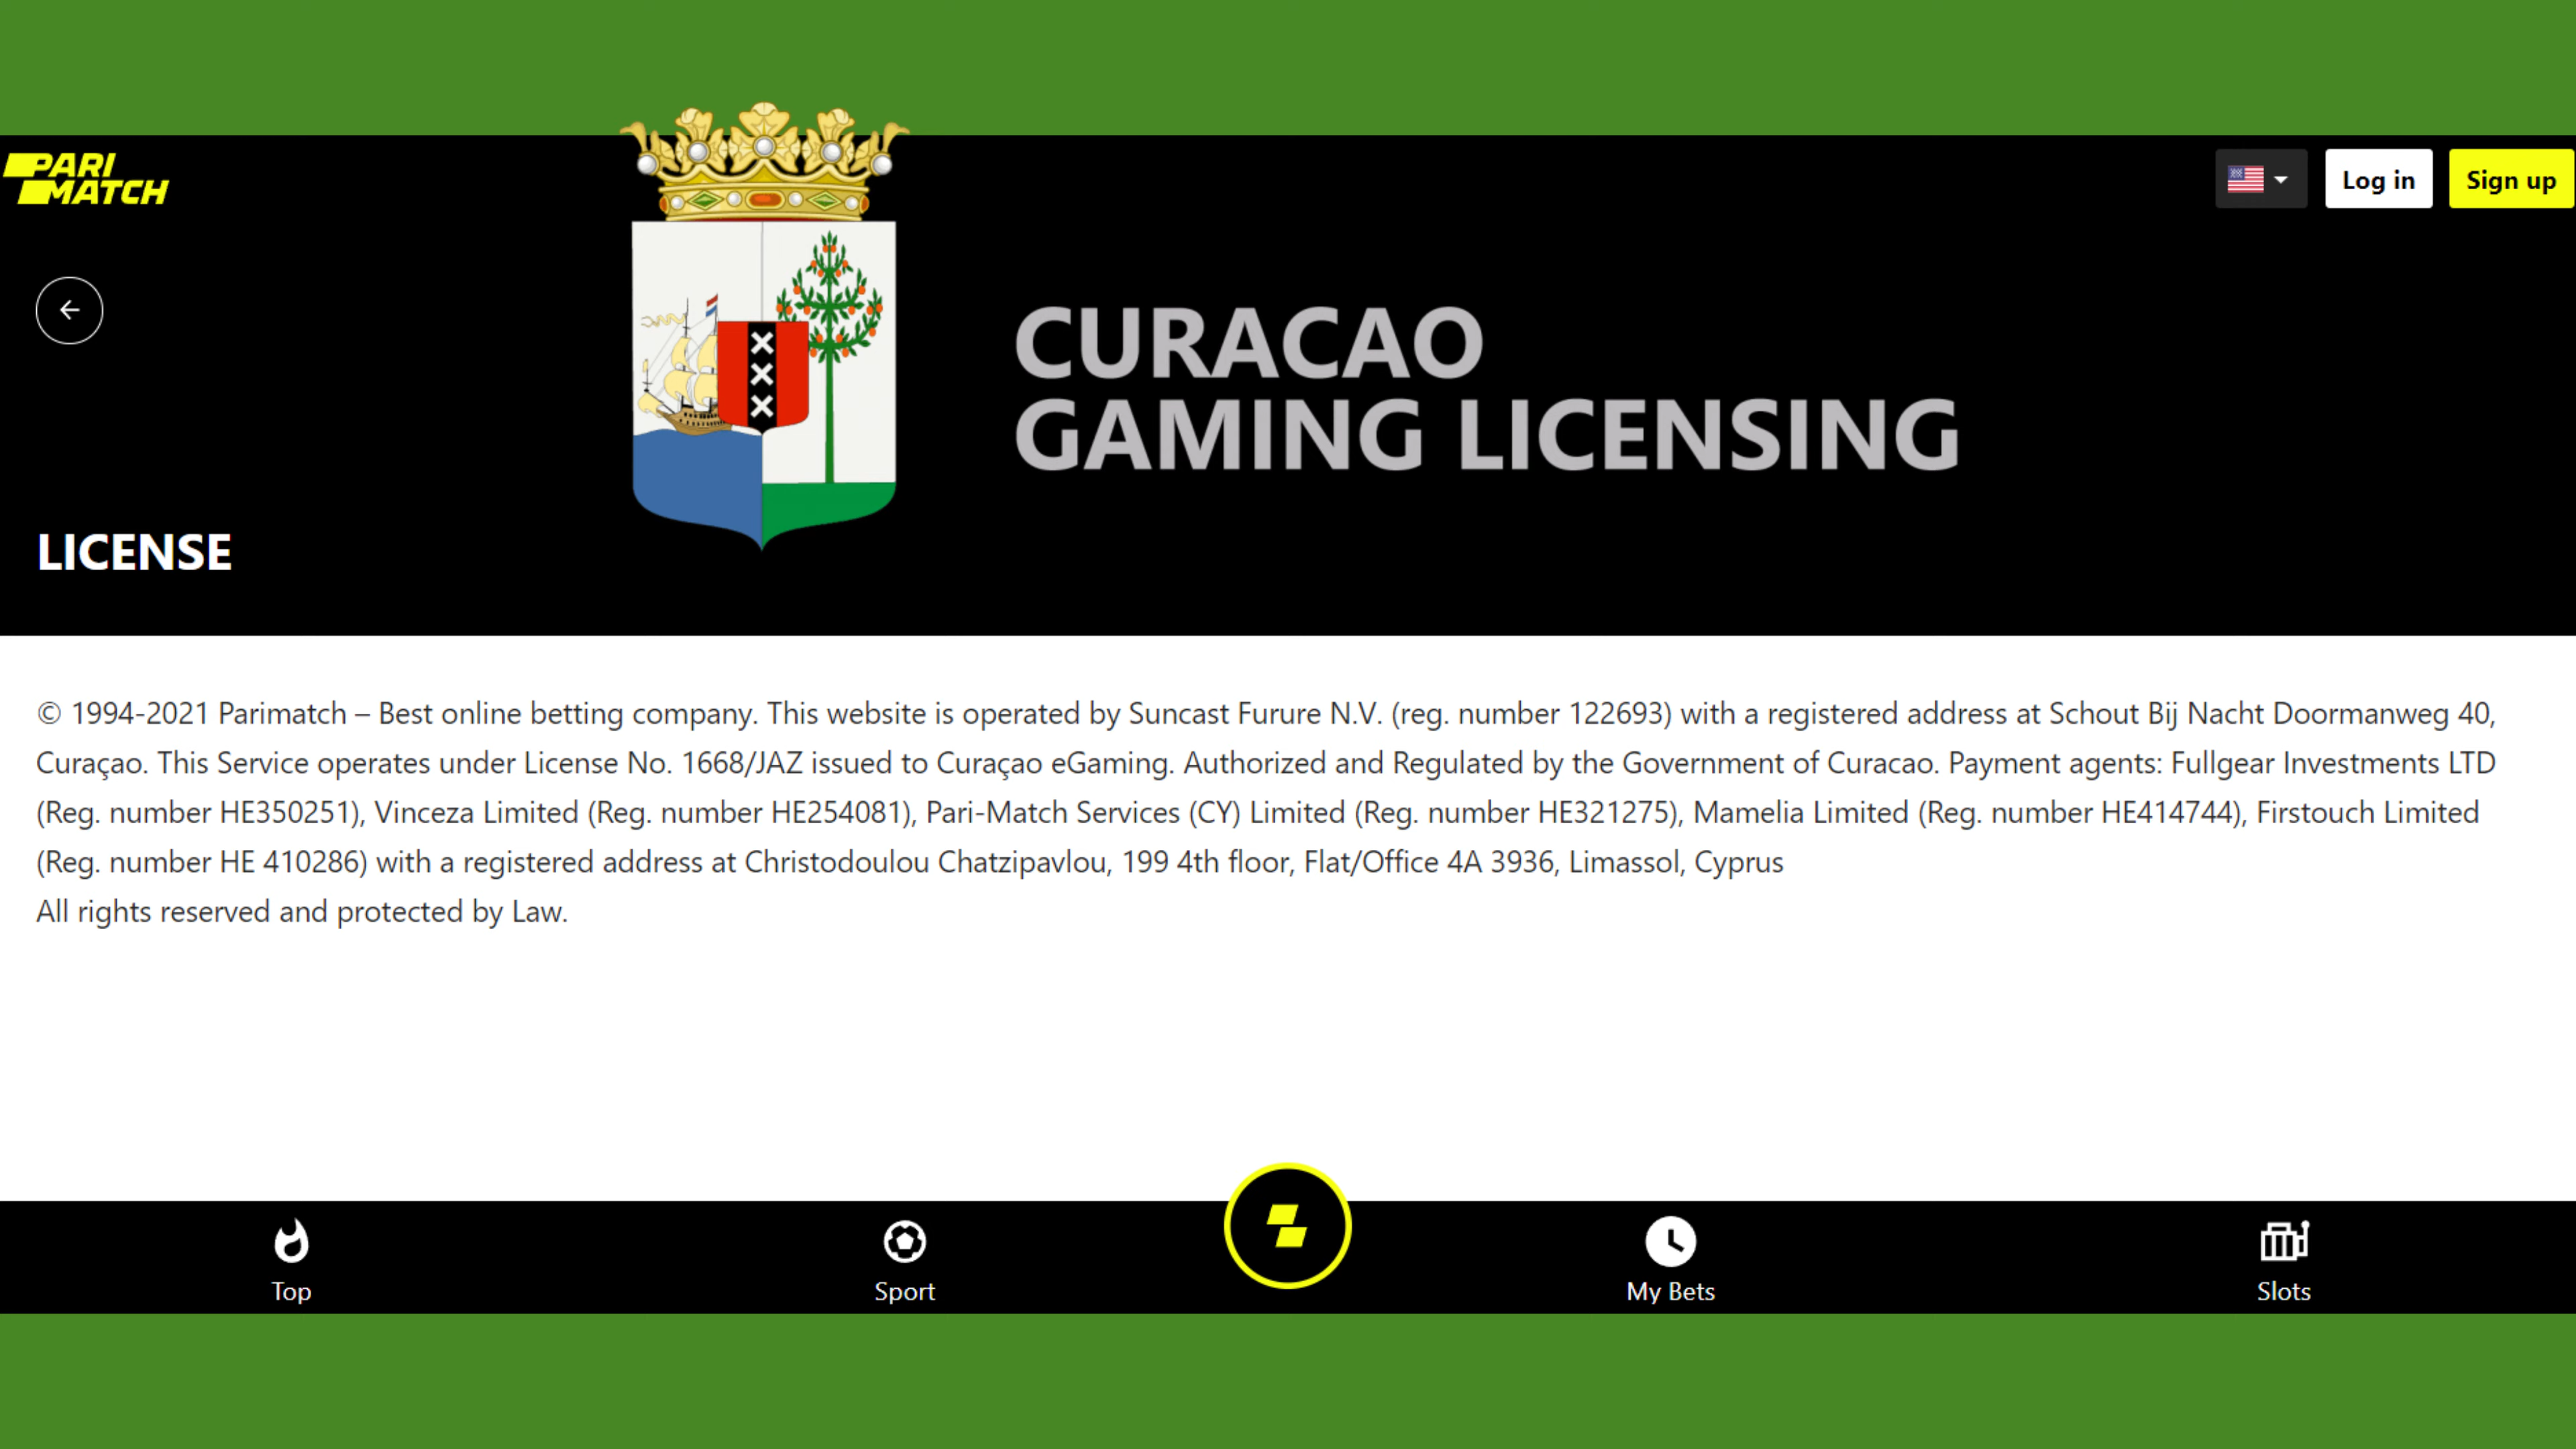 PARI
MATCH
Log in
Sign up
CURACAO
GAMING LICENSING
LICENSE
© 1994-2021 Parimatch – Best online betting company. This website is operated by Suncast Furure N.V. (reg. number 122693) with a registered address at Schout Bij Nacht Doormanweg 40,
Curaçao. This Service operates under License No. 1668/JAZ issued to Curaçao eGaming. Authorized and Regulated by the Government of Curacao. Payment agents: Fullgear Investments LTD
(Reg. number HE350251), Vinceza Limited (Reg. number HE254081), Pari-Match Services (CY) Limited (Reg. number HE321275), Mamelia Limited (Reg. number HE414744), Firstouch Limited
(Reg. number HE 410286) with a registered address at Christodoulou Chatzipavlou, 199 4th floor, Flat/Office 4A 3936, Limassol, Cyprus
All rights reserved and protected by Law.
Top
Sport
My Bets
Slots